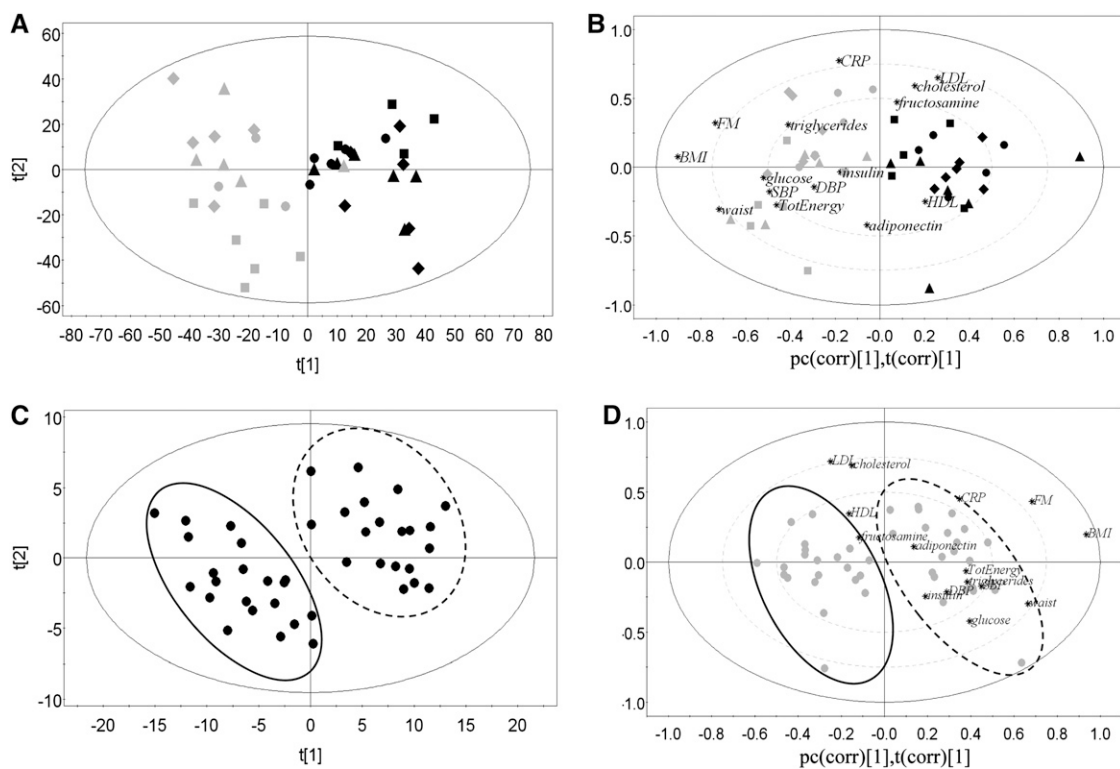 A
60
40
20
0
-20
-40
-60
t[2]
-80 -70 -60 -50 -40 -30 -20 -10 0 10 20 30 40 50 60 70 80
t[1]
B
1.0
0.5
0.0
-0.5
-1.0
CRP
LDL
cholesterol
fructosamine
FM
triglycerides
BMI
insulin
glucose
SBP
DBP
TotEnergy
waist
HDL
adiponectin
-1.0 -0.8 -0.6 -0.4 -0.2 0.0 0.2 0.4 0.6 0.8 1.0
pc(corr)[1],t(corr)[1]
C
10
5
0
-5
-10
t[2]
-20 -15 -10 -5 0 5 10 15 20
t[1]
D
1.0
0.5
0.0
-0.5
-1.0
LDL
cholesterol
CRP
FM
HDL
BMI
fructosamine
adiponectin
TotEnergy
triglycerides
DBP
insulin
waist
glucose
-1.0 -0.8 -0.6 -0.4 -0.2 -0.0 0.2 0.4 0.6 0.8 1.0
pc(corr)[1],t(corr)[1]